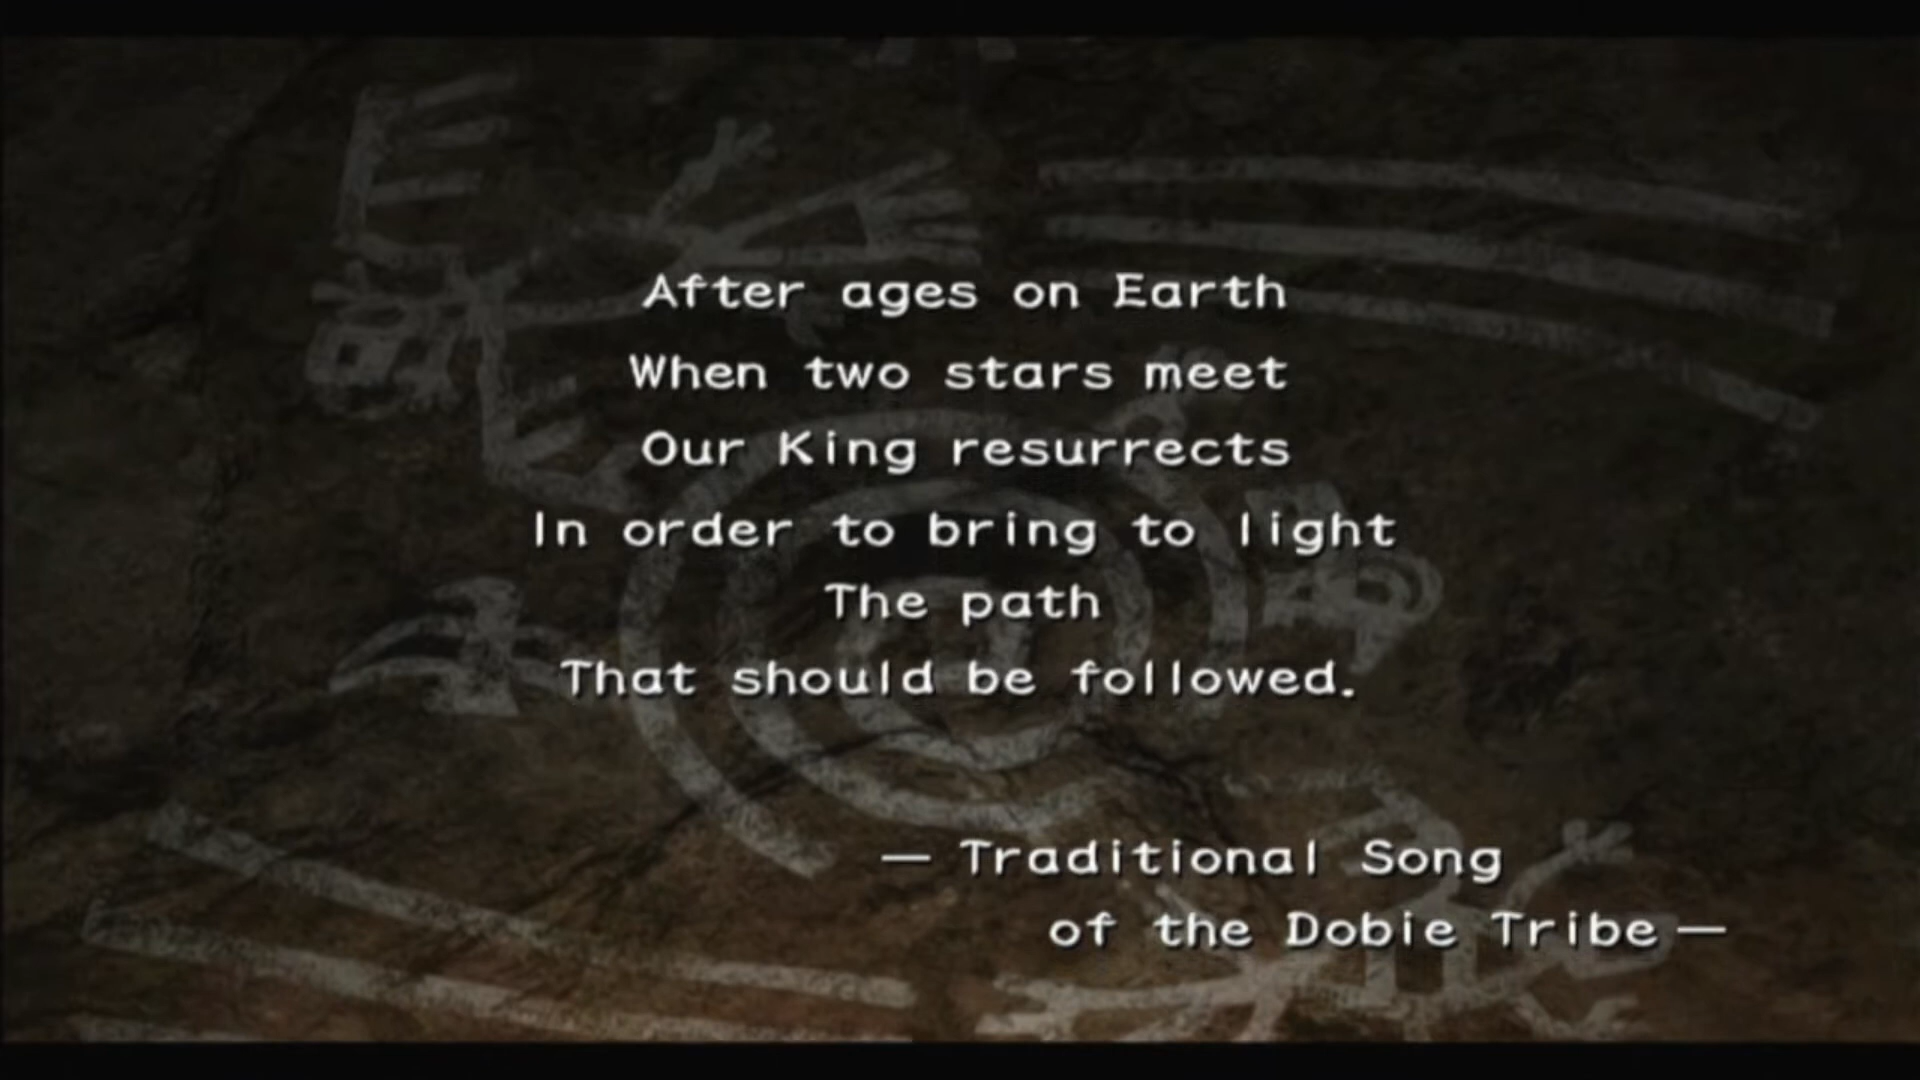 After ages on Earth
When two stars meet
Our King resurrects
In order to bring to light
The path
That should be followed.
— Traditional Song
of the Dobie Tribe —